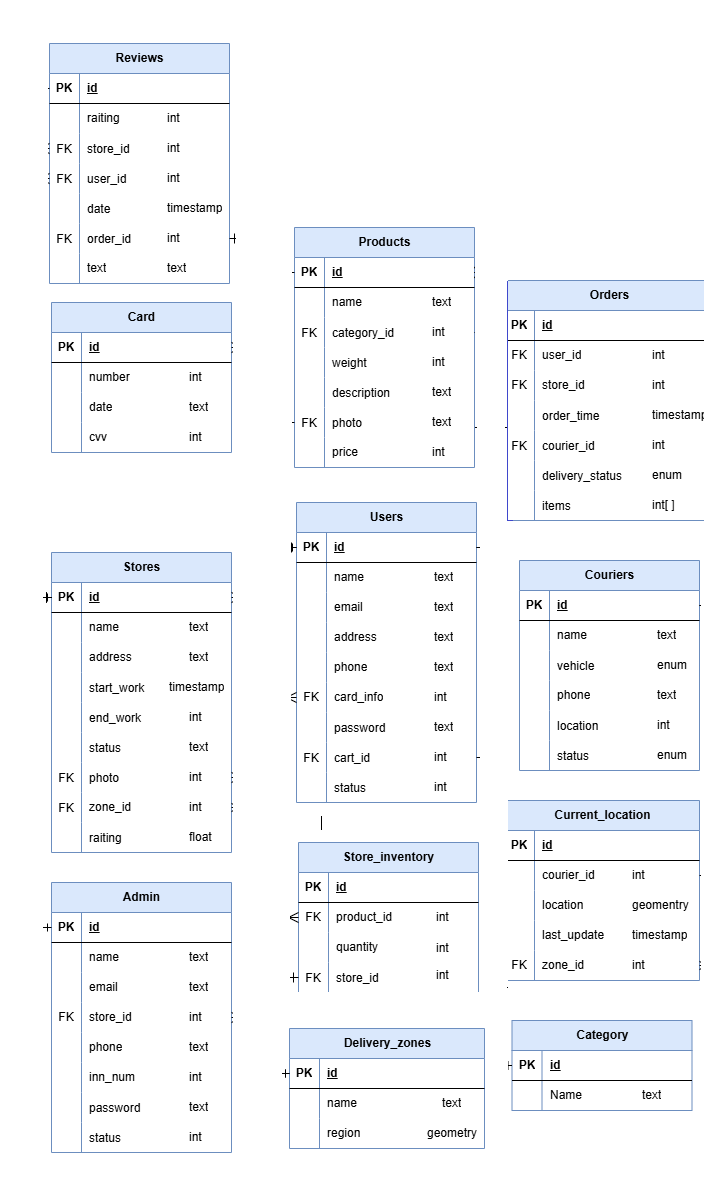 Reviews
PK id
raiting int
FK store_id int
FK user_id int
date timestamp
FK order_id int
text text
Card
PK id
number int
date text
cvv int
Stores
PK id
name text
address text
start_work timestamp
end_work int
status text
FK photo int
FK zone_id int
raiting float
Admin
PK id
name text
email text
FK store_id int
phone text
inn_num int
password text
status int
Products
PK id
name text
FK category_id int
weight int
description text
FK photo text
price int
Users
PK id
name text
email text
address text
phone text
FK card_info int
password text
FK cart_id int
status int
Store_inventory
PK id
FK product_id int
quantity int
FK store_id int
Delivery_zones
PK id
name text
region geometry
Orders
PK id
FK user_id int
FK store_id int
order_time timestamp
FK courier_id int
delivery_status enum
items int[ ]
Couriers
PK id
name text
vehicle enum
phone text
location int
status enum
Current_location
PK id
courier_id int
location geomentry
last_update timestamp
FK zone_id int
Category
PK id
Name text